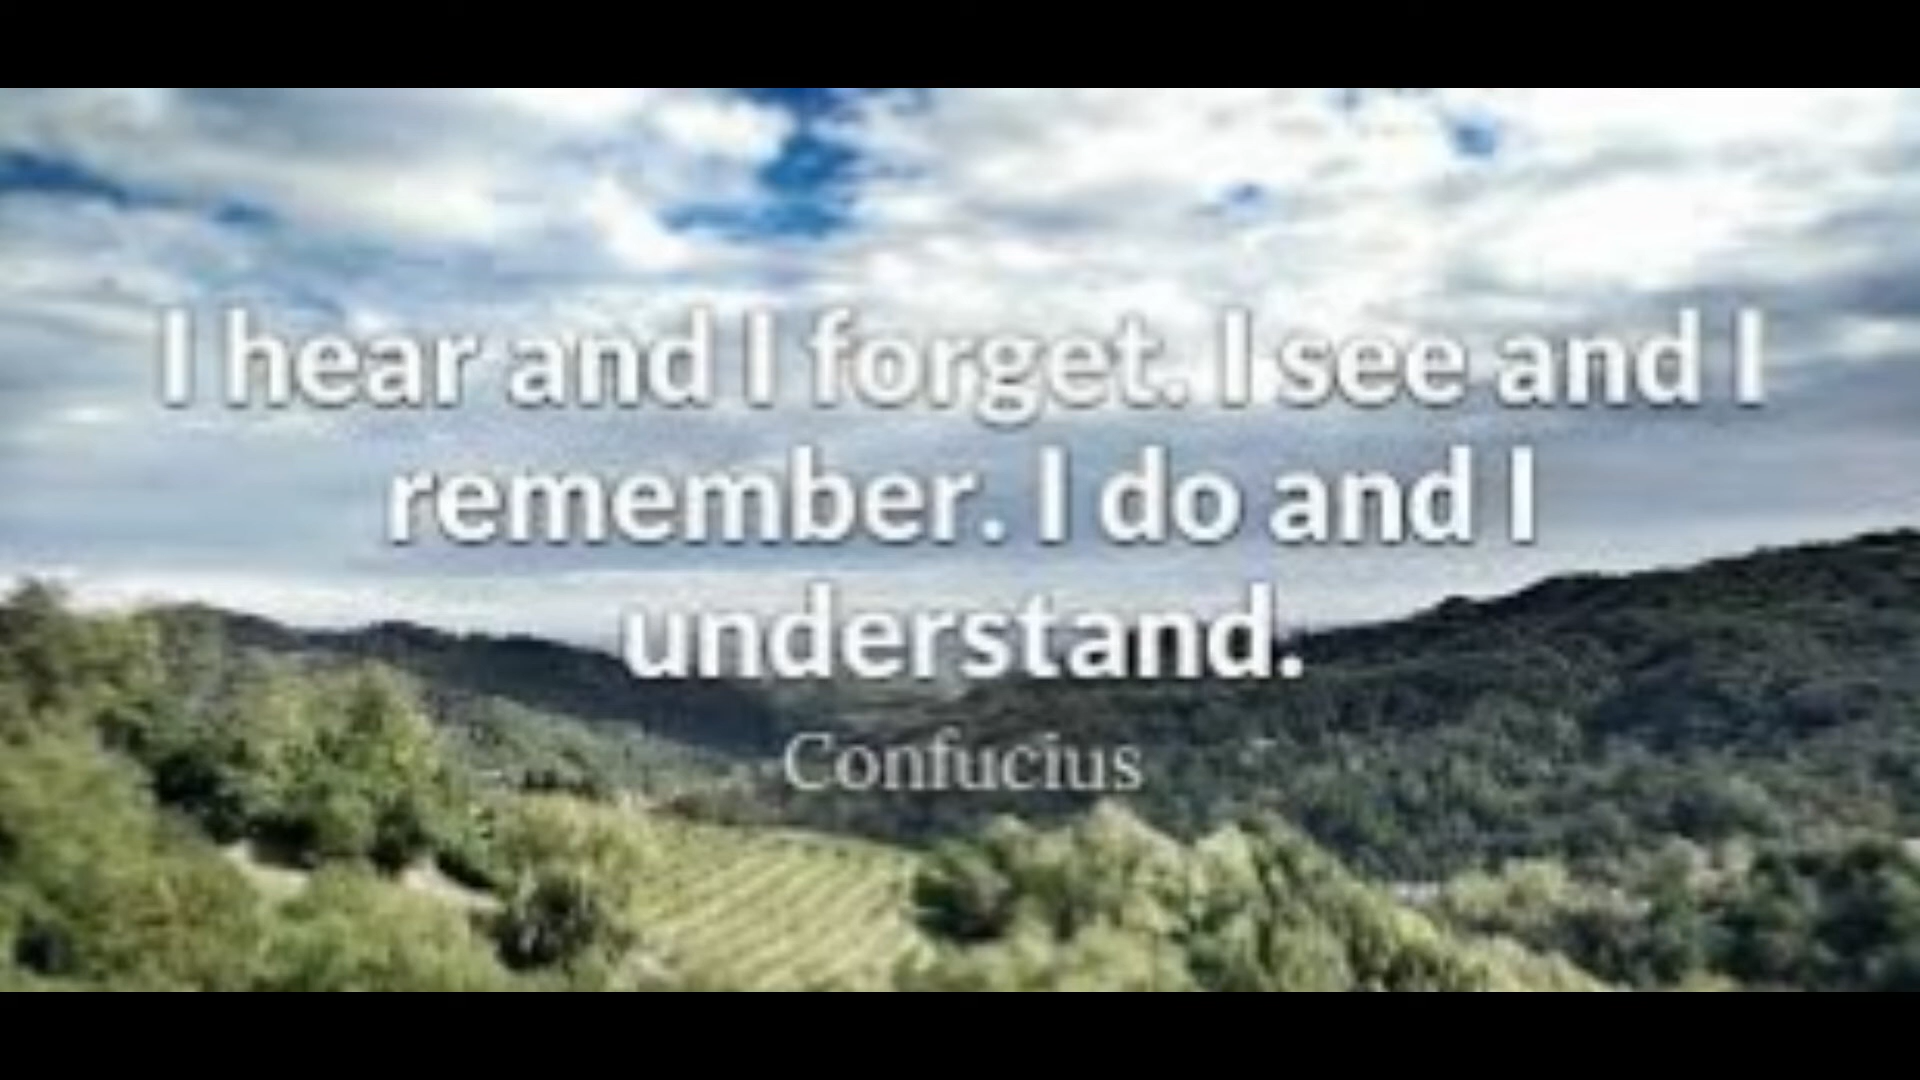 I hear and I forget. I see and I
remember. I do and I
understand.
Confucius